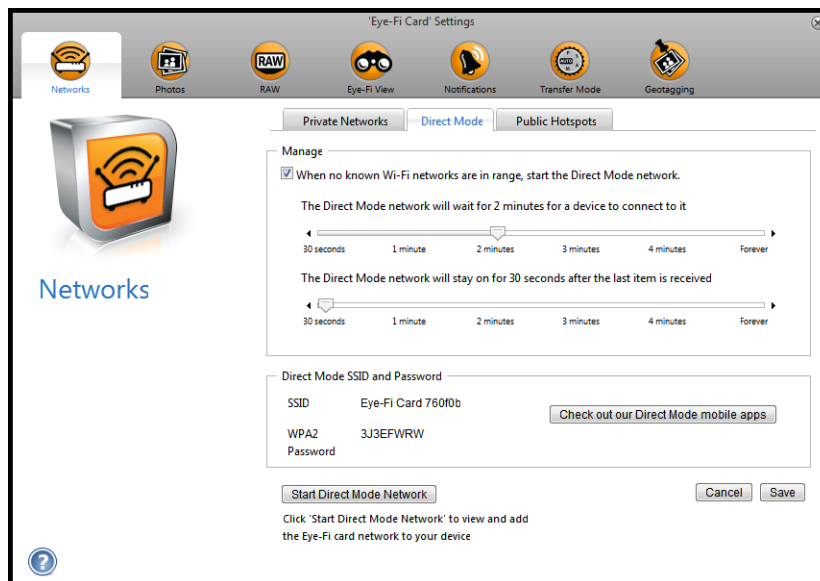 'Eye-Fi Card' Settings
Networks
Photos
RAW
RAW
Eye-Fi View
Notifications
AUTO
Transfer Mode
Geotagging
Private Networks
Direct Mode
Public Hotspots
Networks
Manage
When no known Wi-Fi networks are in range, start the Direct Mode network.
The Direct Mode network will wait for 2 minutes for a device to connect to it
30 seconds 1 minute 2 minutes 3 minutes 4 minutes Forever
The Direct Mode network will stay on for 30 seconds after the last item is received
30 seconds 1 minute 2 minutes 3 minutes 4 minutes Forever
Direct Mode SSID and Password
SSID Eye-Fi Card 760f0b
Check out our Direct Mode mobile apps
WPA2 3J3EFWRW
Password
Start Direct Mode Network
Cancel Save
Click 'Start Direct Mode Network' to view and add
the Eye-Fi card network to your device
?